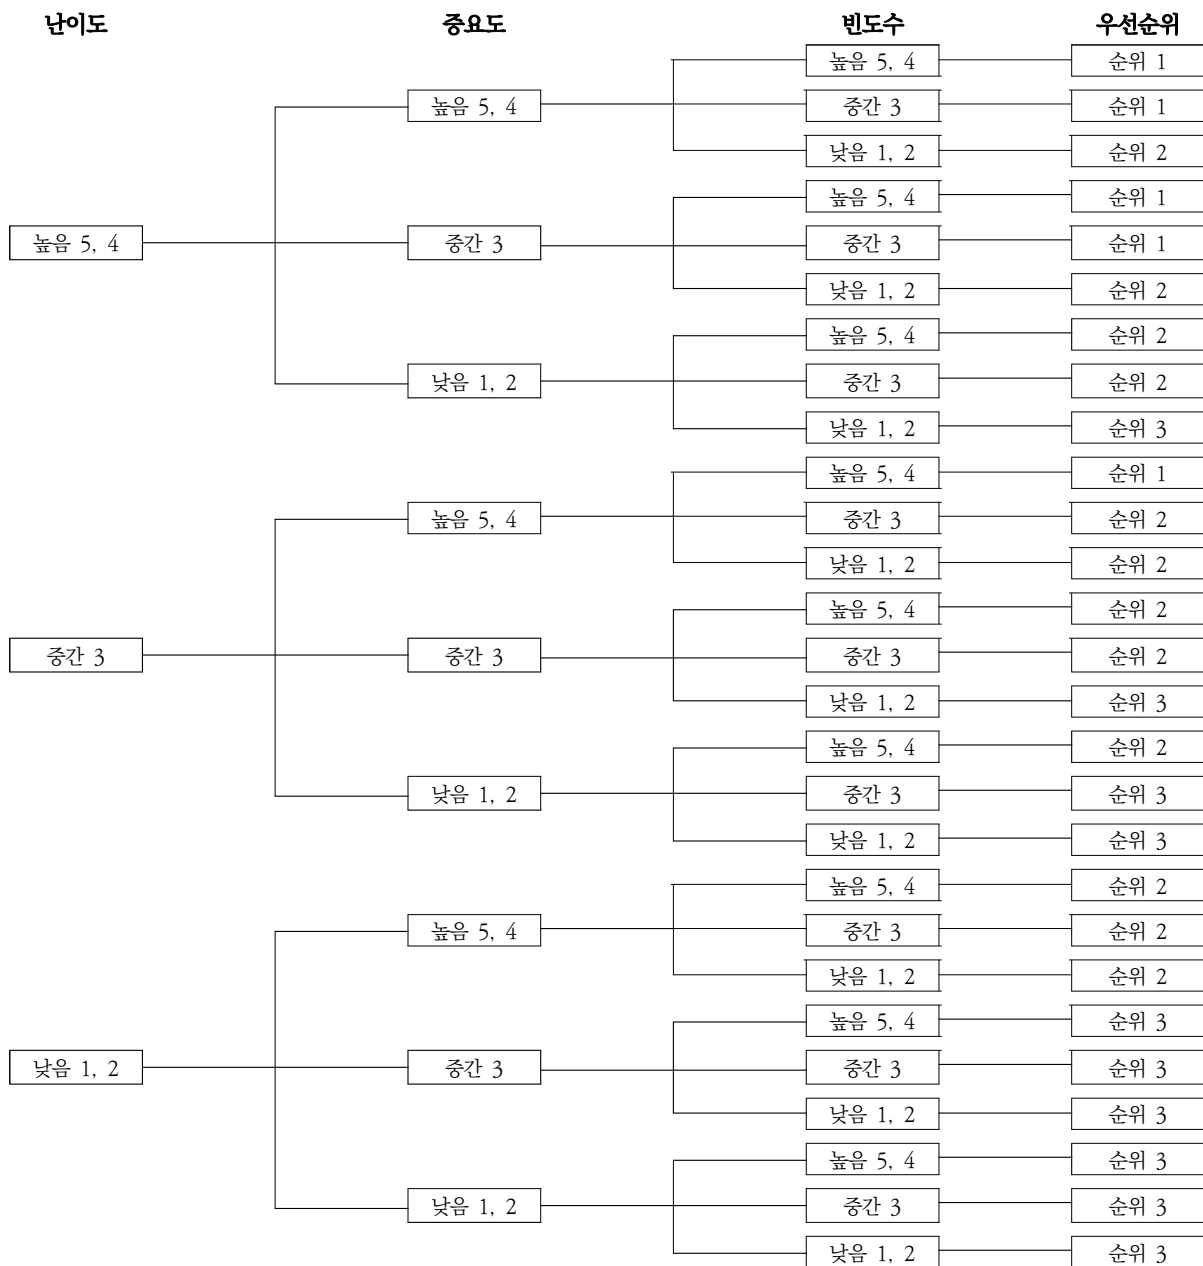 난이도 중요도 빈도수 우선순위
높음 5, 4 순위 1
높음 5, 4 중간 3 순위 1
낮음 1, 2 순위 2
높음 5, 4 순위 1
높음 5, 4 중간 3 중간 3 순위 1
낮음 1, 2 순위 2
높음 5, 4 순위 2
낮음 1, 2 중간 3 순위 2
낮음 1, 2 순위 3
높음 5, 4 순위 1
높음 5, 4 중간 3 순위 2
낮음 1, 2 순위 2
높음 5, 4 순위 2
중간 3 중간 3 중간 3 순위 2
낮음 1, 2 순위 3
높음 5, 4 순위 2
낮음 1, 2 중간 3 순위 3
낮음 1, 2 순위 3
높음 5, 4 순위 2
높음 5, 4 중간 3 순위 2
낮음 1, 2 순위 2
높음 5, 4 순위 3
낮음 1, 2 중간 3 중간 3 순위 3
낮음 1, 2 순위 3
높음 5, 4 순위 3
낮음 1, 2 중간 3 순위 3
낮음 1, 2 순위 3